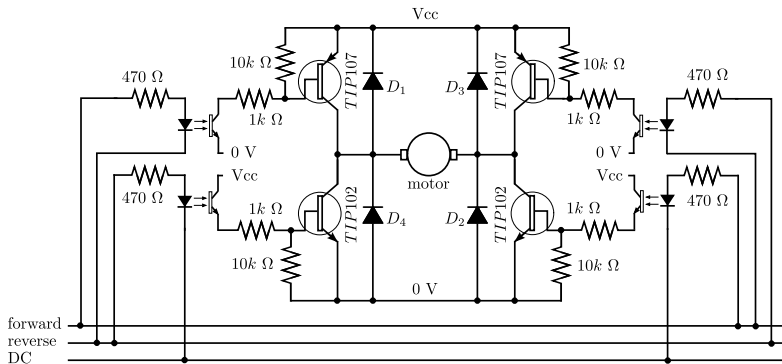 Vcc
10k Ω
TIP107
D1
D3
TIP107
10k Ω
470 Ω
470 Ω
1k Ω
1k Ω
0 V
0 V
motor
Vcc
Vcc
470 Ω
470 Ω
1k Ω
TIP102
D4
D2
TIP102
1k Ω
10k Ω
10k Ω
0 V
forward
reverse
DC